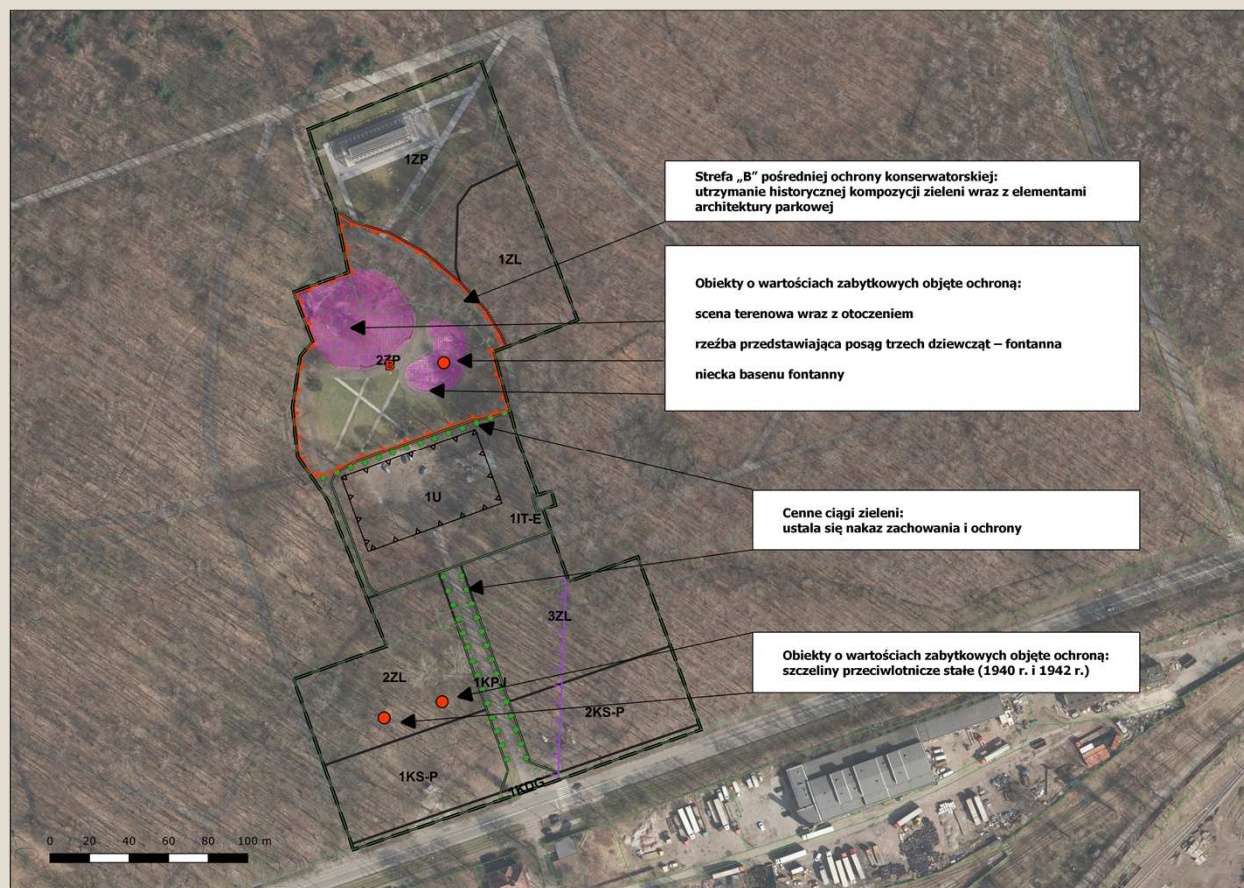 1ZP
1ZL
2ZP
1U
1IT-E
3ZL
2ZL
1KPJ
2KS-P
1KS-P
1KDG
Strefa „B” pośredniej ochrony konserwatorskiej:
utrzymanie historycznej kompozycji zieleni wraz z elementami
architektury parkowej
Obiekty o wartościach zabytkowych objęte ochroną:
scena terenowa wraz z otoczeniem
rzeźba przedstawiająca posąg trzech dziewcząt – fontanna
niecka basenu fontanny
Cenne ciągi zieleni:
ustala się nakaz zachowania i ochrony
Obiekty o wartościach zabytkowych objęte ochroną:
szczeliny przeciwlotnicze stałe (1940 r. i 1942 r.)
0 20 40 60 80 100 m